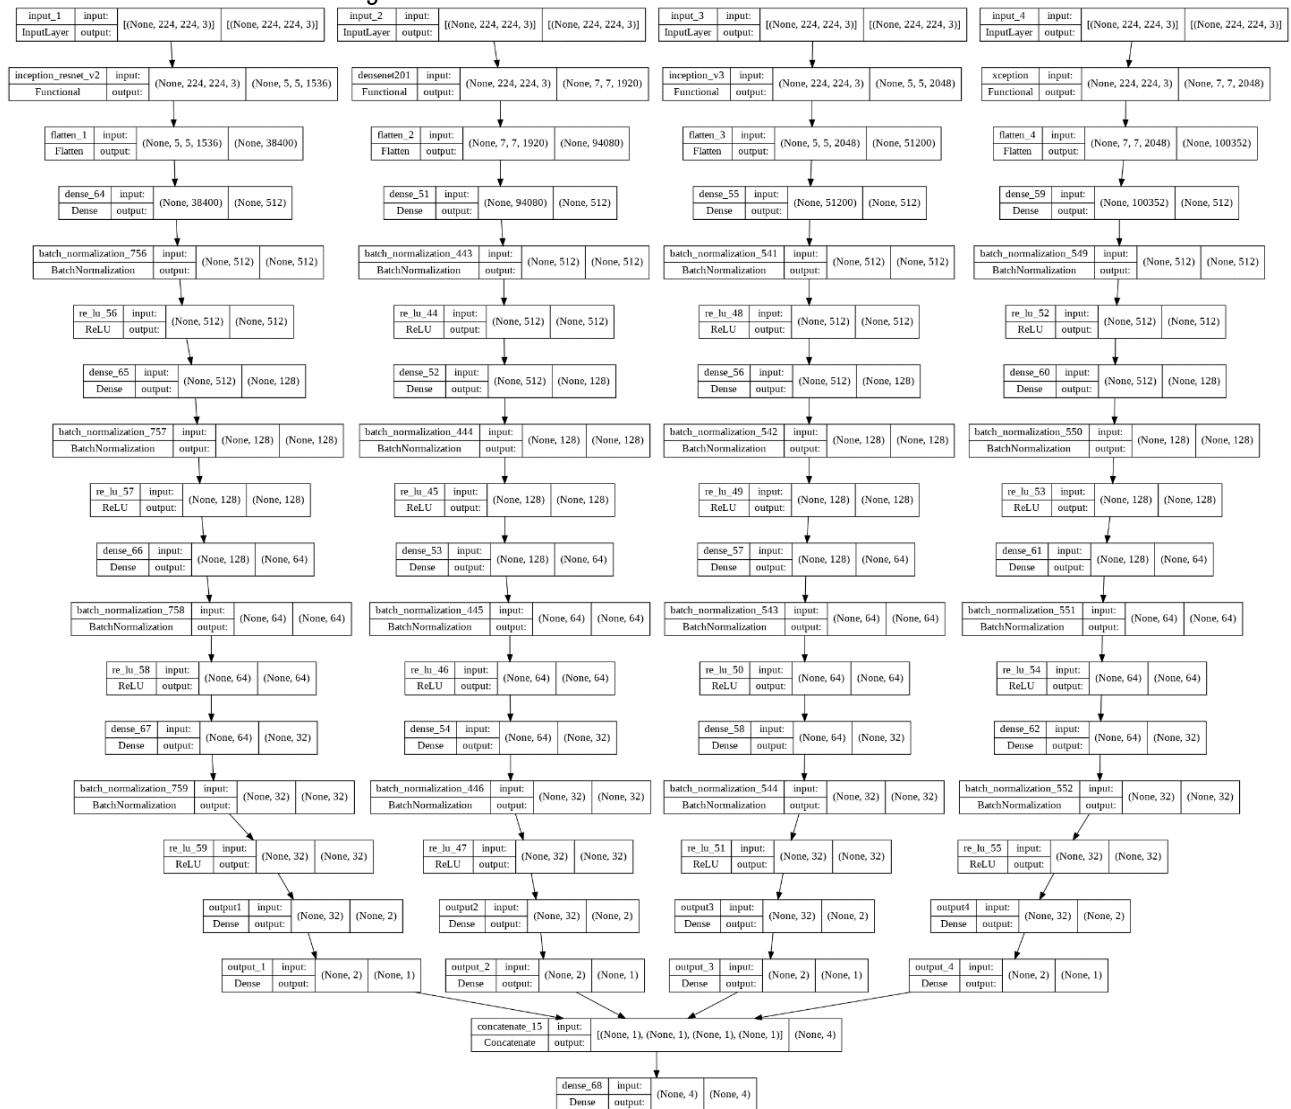 input_1 input: [(None, 224, 224, 3)] [(None, 224, 224, 3)]
InputLayer output:
input_2 input: [(None, 224, 224, 3)] [(None, 224, 224, 3)]
InputLayer output:
input_3 input: [(None, 224, 224, 3)] [(None, 224, 224, 3)]
InputLayer output:
input_4 input: [(None, 224, 224, 3)] [(None, 224, 224, 3)]
InputLayer output:
inception_resnet_v2 input: (None, 224, 224, 3) (None, 5, 5, 1536)
Functional output:
densenet201 input: (None, 224, 224, 3) (None, 7, 7, 1920)
Functional output:
inception_v3 input: (None, 224, 224, 3) (None, 5, 5, 2048)
Functional output:
xception input: (None, 224, 224, 3) (None, 7, 7, 2048)
Functional output:
flatten_1 input: (None, 5, 5, 1536) (None, 38400)
Flatten output:
flatten_2 input: (None, 7, 7, 1920) (None, 94080)
Flatten output:
flatten_3 input: (None, 5, 5, 2048) (None, 51200)
Flatten output:
flatten_4 input: (None, 7, 7, 2048) (None, 100352)
Flatten output:
dense_64 input: (None, 38400) (None, 512)
Dense output:
dense_51 input: (None, 94080) (None, 512)
Dense output:
dense_55 input: (None, 51200) (None, 512)
Dense output:
dense_59 input: (None, 100352) (None, 512)
Dense output:
batch_normalization_756 input: (None, 512) (None, 512)
BatchNormalization output:
batch_normalization_443 input: (None, 512) (None, 512)
BatchNormalization output:
batch_normalization_541 input: (None, 512) (None, 512)
BatchNormalization output:
batch_normalization_549 input: (None, 512) (None, 512)
BatchNormalization output:
re_lu_56 input: (None, 512) (None, 512)
ReLU output:
re_lu_44 input: (None, 512) (None, 512)
ReLU output:
re_lu_48 input: (None, 512) (None, 512)
ReLU output:
re_lu_52 input: (None, 512) (None, 512)
ReLU output:
dense_65 input: (None, 512) (None, 128)
Dense output:
dense_52 input: (None, 512) (None, 128)
Dense output:
dense_56 input: (None, 512) (None, 128)
Dense output:
dense_60 input: (None, 512) (None, 128)
Dense output:
batch_normalization_757 input: (None, 128) (None, 128)
BatchNormalization output:
batch_normalization_444 input: (None, 128) (None, 128)
BatchNormalization output:
batch_normalization_542 input: (None, 128) (None, 128)
BatchNormalization output:
batch_normalization_550 input: (None, 128) (None, 128)
BatchNormalization output:
re_lu_57 input: (None, 128) (None, 128)
ReLU output:
re_lu_45 input: (None, 128) (None, 128)
ReLU output:
re_lu_49 input: (None, 128) (None, 128)
ReLU output:
re_lu_53 input: (None, 128) (None, 128)
ReLU output:
dense_66 input: (None, 128) (None, 64)
Dense output:
dense_53 input: (None, 128) (None, 64)
Dense output:
dense_57 input: (None, 128) (None, 64)
Dense output:
dense_61 input: (None, 128) (None, 64)
Dense output:
batch_normalization_758 input: (None, 64) (None, 64)
BatchNormalization output:
batch_normalization_445 input: (None, 64) (None, 64)
BatchNormalization output:
batch_normalization_543 input: (None, 64) (None, 64)
BatchNormalization output:
batch_normalization_551 input: (None, 64) (None, 64)
BatchNormalization output:
re_lu_58 input: (None, 64) (None, 64)
ReLU output:
re_lu_46 input: (None, 64) (None, 64)
ReLU output:
re_lu_50 input: (None, 64) (None, 64)
ReLU output:
re_lu_54 input: (None, 64) (None, 64)
ReLU output:
dense_67 input: (None, 64) (None, 32)
Dense output:
dense_54 input: (None, 64) (None, 32)
Dense output:
dense_58 input: (None, 64) (None, 32)
Dense output:
dense_62 input: (None, 64) (None, 32)
Dense output:
batch_normalization_759 input: (None, 32) (None, 32)
BatchNormalization output:
batch_normalization_446 input: (None, 32) (None, 32)
BatchNormalization output:
batch_normalization_544 input: (None, 32) (None, 32)
BatchNormalization output:
batch_normalization_552 input: (None, 32) (None, 32)
BatchNormalization output:
re_lu_59 input: (None, 32) (None, 32)
ReLU output:
re_lu_47 input: (None, 32) (None, 32)
ReLU output:
re_lu_51 input: (None, 32) (None, 32)
ReLU output:
re_lu_55 input: (None, 32) (None, 32)
ReLU output:
output1 input: (None, 32) (None, 2)
Dense output:
output2 input: (None, 32) (None, 2)
Dense output:
output3 input: (None, 32) (None, 2)
Dense output:
output4 input: (None, 32) (None, 2)
Dense output:
output_1 input: (None, 2) (None, 1)
Dense output:
output_2 input: (None, 2) (None, 1)
Dense output:
output_3 input: (None, 2) (None, 1)
Dense output:
output_4 input: (None, 2) (None, 1)
Dense output:
concatenate_15 input: [(None, 1), (None, 1), (None, 1), (None, 1)] (None, 4)
Concatenate output:
dense_68 input: (None, 4) (None, 4)
Dense output: